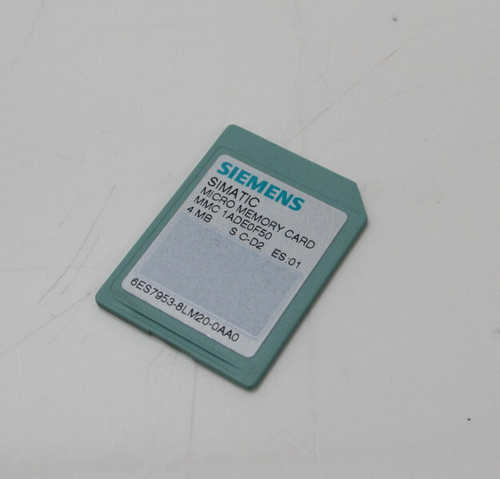 SIEMENS
SIMATIC
MICRO MEMORY CARD
MMC 1ADE0F50
4 MB S C-D2 ES:01
6ES7953-8LM20-0AA0